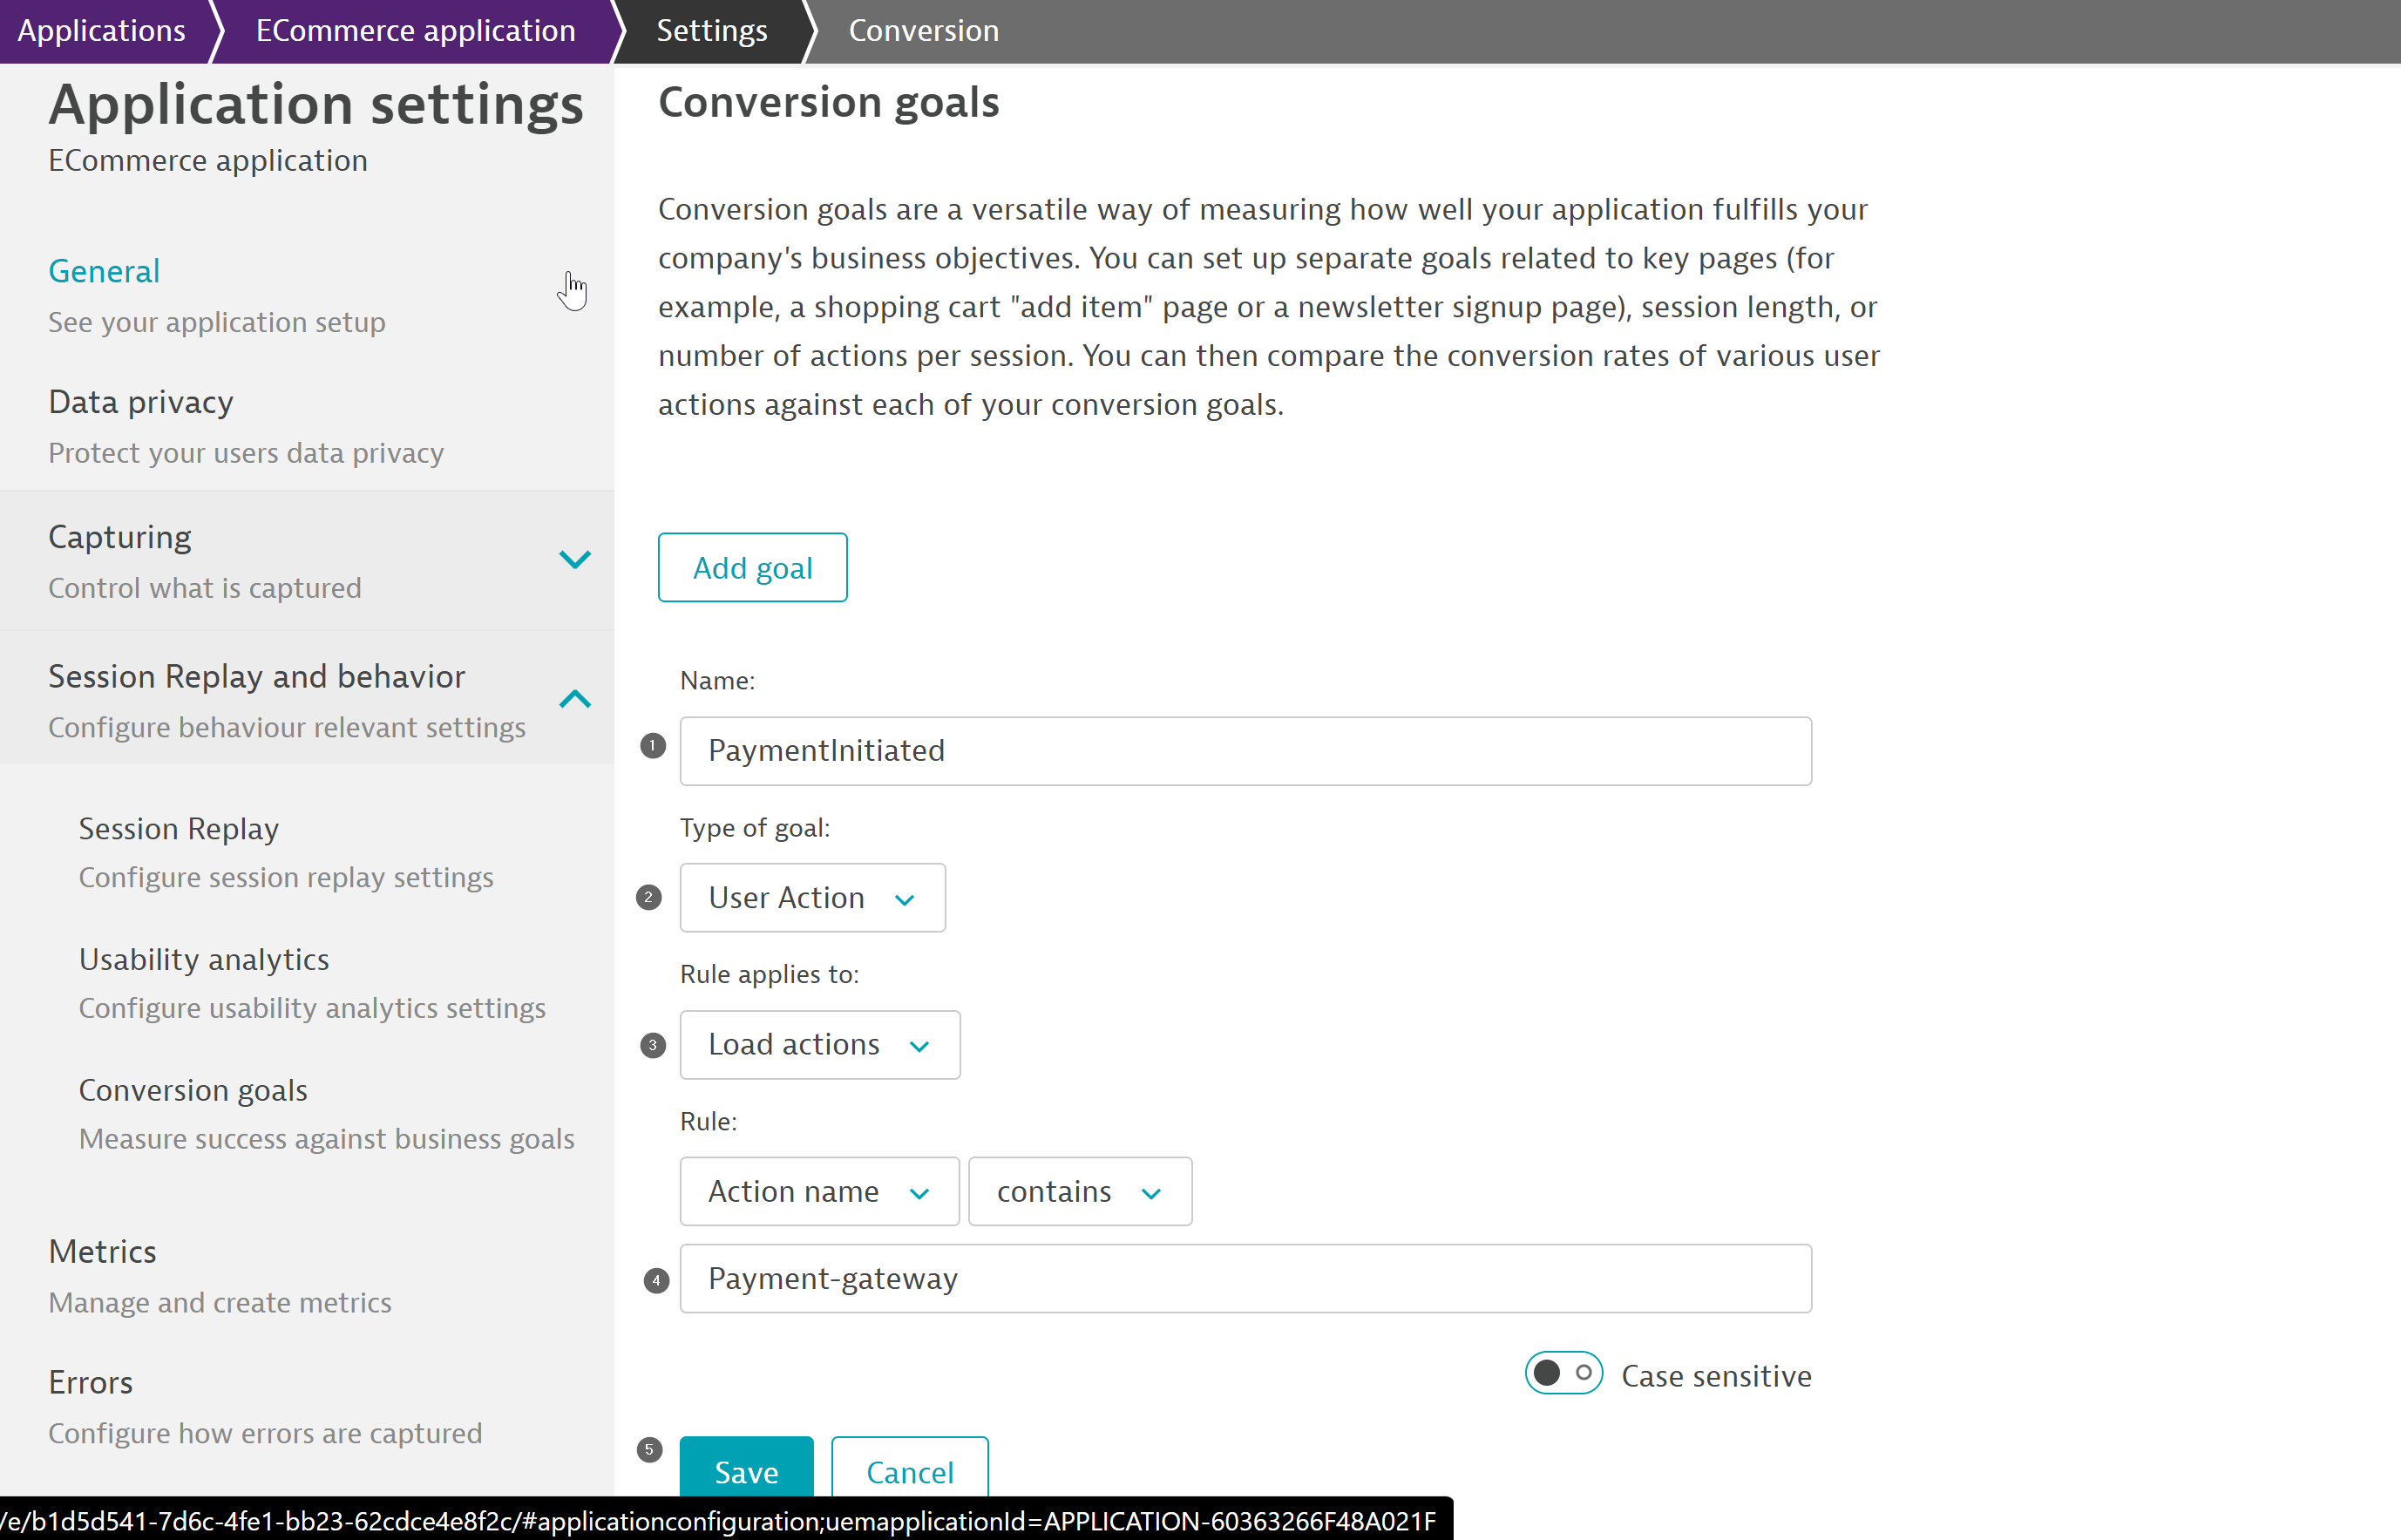 Applications
ECommerce application
Settings
Conversion
Application settings
ECommerce application
General
See your application setup
Data privacy
Protect your users data privacy
Capturing
Control what is captured
Session Replay and behavior
Configure behaviour relevant settings
Session Replay
Configure session replay settings
Usability analytics
Configure usability analytics settings
Conversion goals
Measure success against business goals
Metrics
Manage and create metrics
Errors
Configure how errors are captured
Conversion goals
Conversion goals are a versatile way of measuring how well your application fulfills your
company's business objectives. You can set up separate goals related to key pages (for
example, a shopping cart "add item" page or a newsletter signup page), session length, or
number of actions per session. You can then compare the conversion rates of various user
actions against each of your conversion goals.
Add goal
Name:
1 PaymentInitiated
Type of goal:
2 User Action
Rule applies to:
3 Load actions
Rule:
Action name contains
4 Payment-gateway
Case sensitive
5 Save Cancel
/e/b1d5d541-7d6c-4fe1-bb23-62cdce4e8f2c/#applicationconfiguration;uemapplicationId=APPLICATION-60363266F48A021F